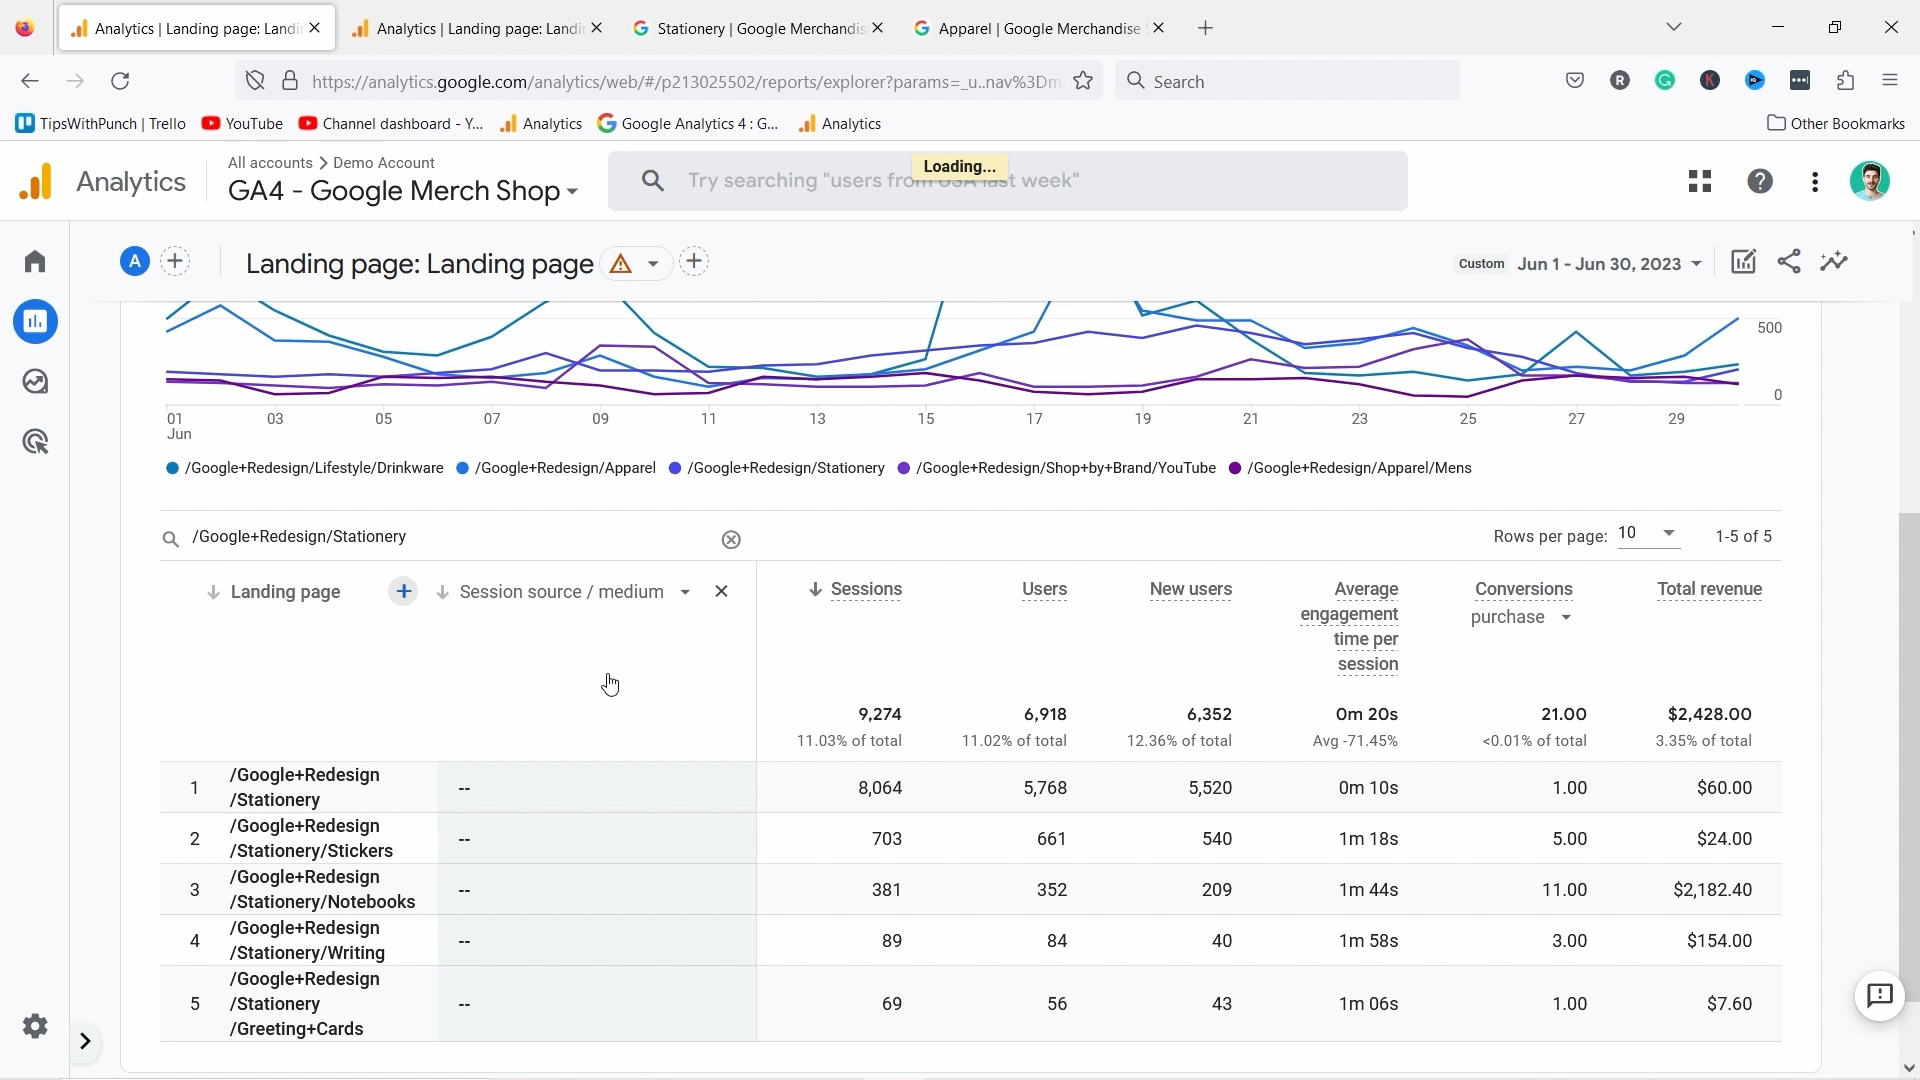 Analytics | Landing page: Landi
Analytics | Landing page: Landi
Stationery | Google Merchandis
Apparel | Google Merchandise
https://analytics.google.com/analytics/web/#/p213025502/reports/explorer?params=_u..nav%3Dm
Search
TipsWithPunch | Trello
YouTube
Channel dashboard - Y...
Analytics
Google Analytics 4 : G...
Analytics
Other Bookmarks
Analytics
All accounts > Demo Account
GA4 - Google Merch Shop
Try searching "users from USA last week"
Loading...
A
Landing page: Landing page
Custom Jun 1 - Jun 30, 2023
500
0
01 03 05 07 09 11 13 15 17 19 21 23 25 27 29
Jun
/Google+Redesign/Lifestyle/Drinkware /Google+Redesign/Apparel /Google+Redesign/Stationery /Google+Redesign/Shop+by+Brand/YouTube /Google+Redesign/Apparel/Mens
/Google+Redesign/Stationery
Rows per page: 10 1-5 of 5
Landing page
Session source / medium
Sessions
Users
New users
Average
engagement
time per
session
Conversions
purchase
Total revenue
9,274 6,918 6,352 0m 20s 21.00 $2,428.00
11.03% of total 11.02% of total 12.36% of total Avg -71.45% <0.01% of total 3.35% of total
1 /Google+Redesign
/Stationery -- 8,064 5,768 5,520 0m 10s 1.00 $60.00
2 /Google+Redesign
/Stationery/Stickers -- 703 661 540 1m 18s 5.00 $24.00
3 /Google+Redesign
/Stationery/Notebooks -- 381 352 209 1m 44s 11.00 $2,182.40
4 /Google+Redesign
/Stationery/Writing -- 89 84 40 1m 58s 3.00 $154.00
5 /Google+Redesign
/Stationery -- 69 56 43 1m 06s 1.00 $7.60
/Greeting+Cards